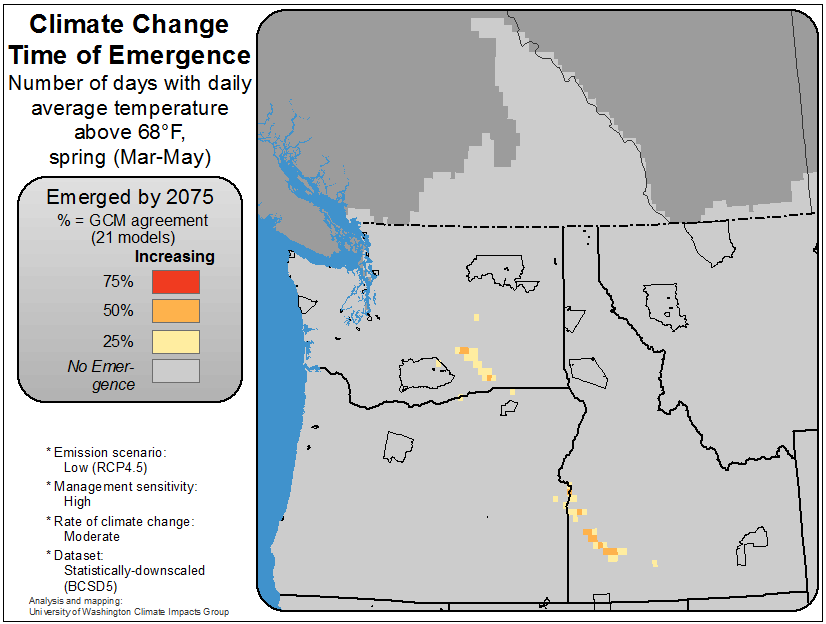 Climate Change
Time of Emergence
Number of days with daily
average temperature
above 68°F,
spring (Mar-May)
Emerged by 2075
% = GCM agreement
(21 models)
Increasing
75%
50%
25%
No Emer-
gence
* Emission scenario:
Low (RCP4.5)
* Management sensitivity:
High
* Rate of climate change:
Moderate
* Dataset:
Statistically-downscaled
(BCSD5)
Analysis and mapping:
University of Washington Climate Impacts Group